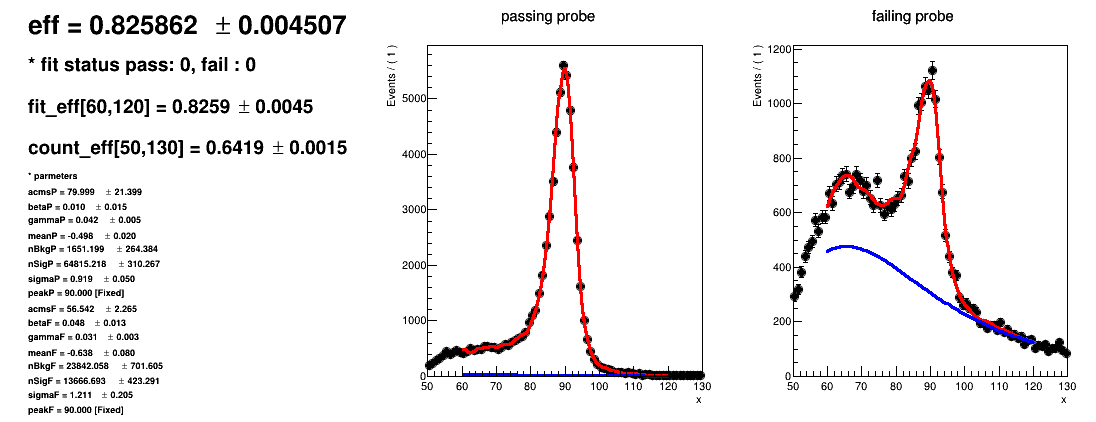 eff = 0.825862 ± 0.004507
* fit status pass: 0, fail : 0
fit_eff[60,120] = 0.8259 ± 0.0045
count_eff[50,130] = 0.6419 ± 0.0015
* parmeters
acmsP = 79.999 ± 21.399
betaP = 0.010 ± 0.015
gammaP = 0.042 ± 0.005
meanP = -0.498 ± 0.020
nBkgP = 1651.199 ± 264.384
nSigP = 64815.218 ± 310.267
sigmaP = 0.919 ± 0.050
peakP = 90.000 [Fixed]
acmsF = 56.542 ± 2.265
betaF = 0.048 ± 0.013
gammaF = 0.031 ± 0.003
meanF = -0.638 ± 0.080
nBkgF = 23842.058 ± 701.605
nSigF = 13666.693 ± 423.291
sigmaF = 1.211 ± 0.205
peakF = 90.000 [Fixed]
passing probe
Events / ( 1 )
5000
4000
3000
2000
1000
0
50 60 70 80 90 100 110 120 130
x
failing probe
Events / ( 1 )
1200
1000
800
600
400
200
0
50 60 70 80 90 100 110 120 130
x